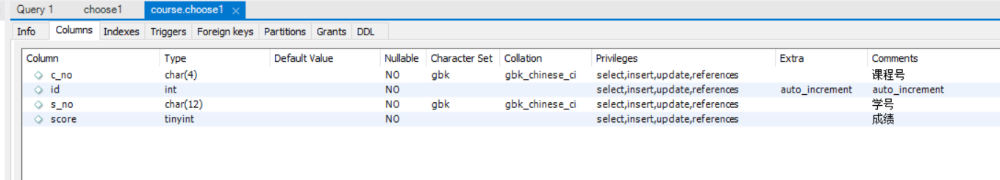 Query 1 choose1 course.choose1 ×
Info Columns Indexes Triggers Foreign keys Partitions Grants DDL
Column Type Default Value Nullable Character Set Collation Privileges Extra Comments
c_no char(4) NO gbk gbk_chinese_ci select,insert,update,references 课程号
id int NO select,insert,update,references auto_increment auto_increment
s_no char(12) NO gbk gbk_chinese_ci select,insert,update,references 学号
score tinyint NO select,insert,update,references 成绩